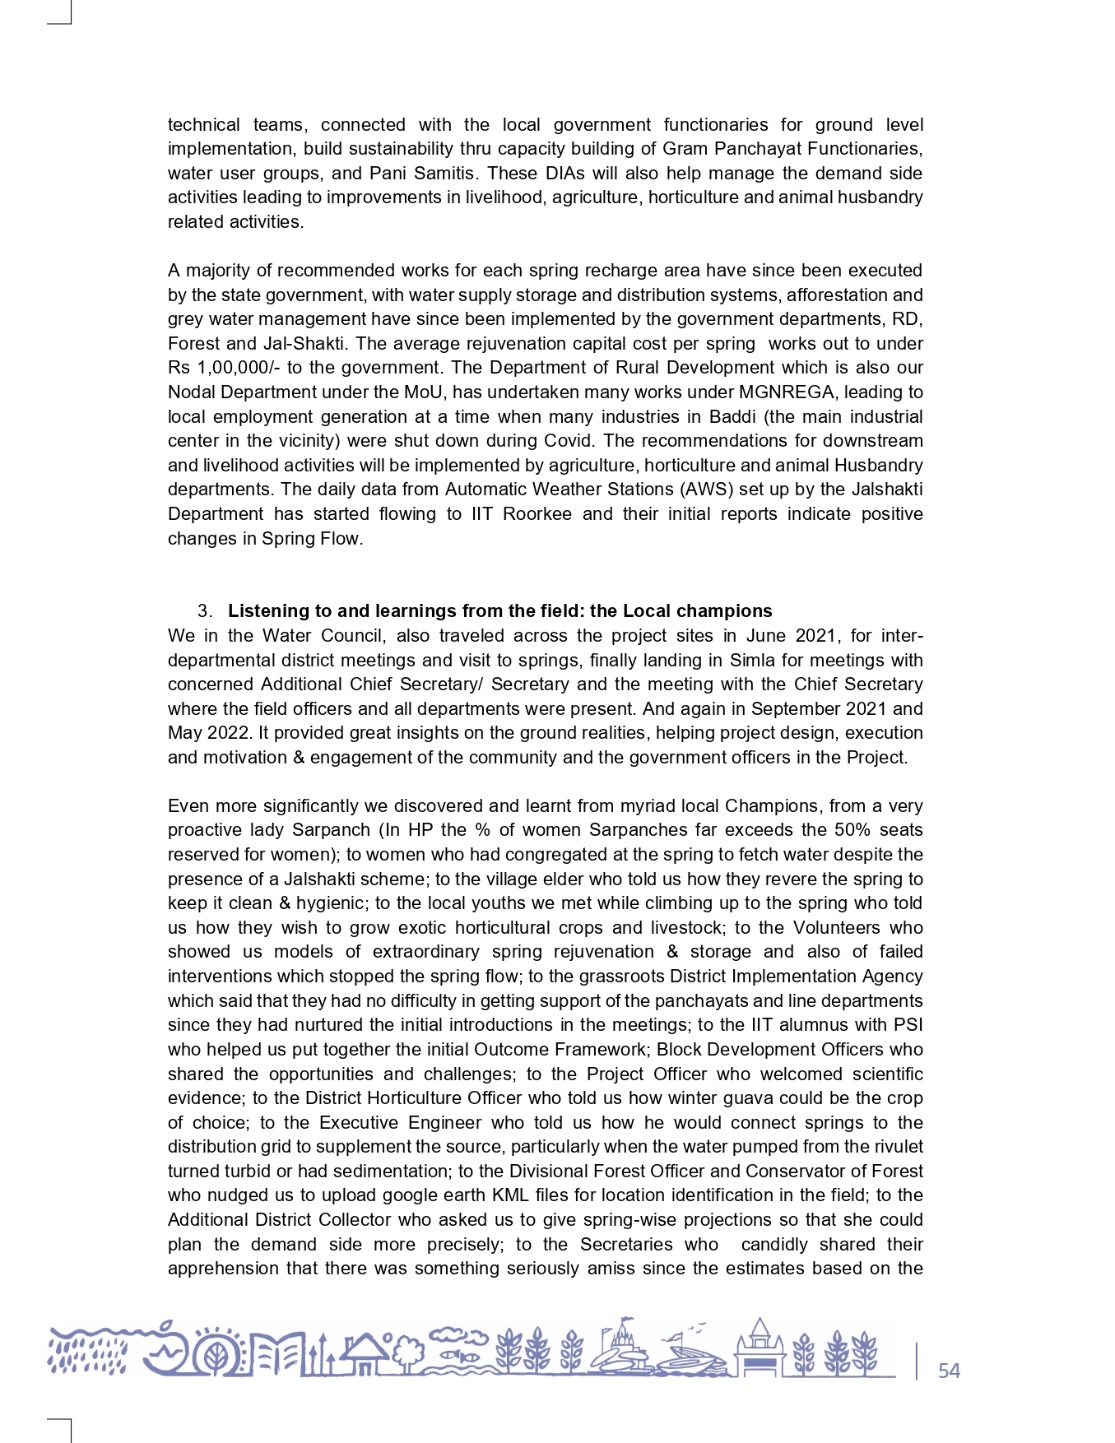 technical teams, connected with the local government functionaries for ground level
implementation, build sustainability thru capacity building of Gram Panchayat Functionaries,
water user groups, and Pani Samitis. These DIAs will also help manage the demand side
activities leading to improvements in livelihood, agriculture, horticulture and animal husbandry
related activities.
A majority of recommended works for each spring recharge area have since been executed
by the state government, with water supply storage and distribution systems, afforestation and
grey water management have since been implemented by the government departments, RD,
Forest and Jal-Shakti. The average rejuvenation capital cost per spring works out to under
Rs 1,00,000/- to the government. The Department of Rural Development which is also our
Nodal Department under the MoU, has undertaken many works under MGNREGA, leading to
local employment generation at a time when many industries in Baddi (the main industrial
center in the vicinity) were shut down during Covid. The recommendations for downstream
and livelihood activities will be implemented by agriculture, horticulture and animal Husbandry
departments. The daily data from Automatic Weather Stations (AWS) set up by the Jalshakti
Department has started flowing to IIT Roorkee and their initial reports indicate positive
changes in Spring Flow.
3. Listening to and learnings from the field: the Local champions
We in the Water Council, also traveled across the project sites in June 2021, for inter-
departmental district meetings and visit to springs, finally landing in Simla for meetings with
concerned Additional Chief Secretary/ Secretary and the meeting with the Chief Secretary
where the field officers and all departments were present. And again in September 2021 and
May 2022. It provided great insights on the ground realities, helping project design, execution
and motivation & engagement of the community and the government officers in the Project.
Even more significantly we discovered and learnt from myriad local Champions, from a very
proactive lady Sarpanch (In HP the % of women Sarpanches far exceeds the 50% seats
reserved for women); to women who had congregated at the spring to fetch water despite the
presence of a Jalshakti scheme; to the village elder who told us how they revere the spring to
keep it clean & hygienic; to the local youths we met while climbing up to the spring who told
us how they wish to grow exotic horticultural crops and livestock; to the Volunteers who
showed us models of extraordinary spring rejuvenation & storage and also of failed
interventions which stopped the spring flow; to the grassroots District Implementation Agency
which said that they had no difficulty in getting support of the panchayats and line departments
since they had nurtured the initial introductions in the meetings; to the IIT alumnus with PSI
who helped us put together the initial Outcome Framework; Block Development Officers who
shared the opportunities and challenges; to the Project Officer who welcomed scientific
evidence; to the District Horticulture Officer who told us how winter guava could be the crop
of choice; to the Executive Engineer who told us how he would connect springs to the
distribution grid to supplement the source, particularly when the water pumped from the rivulet
turned turbid or had sedimentation; to the Divisional Forest Officer and Conservator of Forest
who nudged us to upload google earth KML files for location identification in the field; to the
Additional District Collector who asked us to give spring-wise projections so that she could
plan the demand side more precisely; to the Secretaries who candidly shared their
apprehension that there was something seriously amiss since the estimates based on the
54